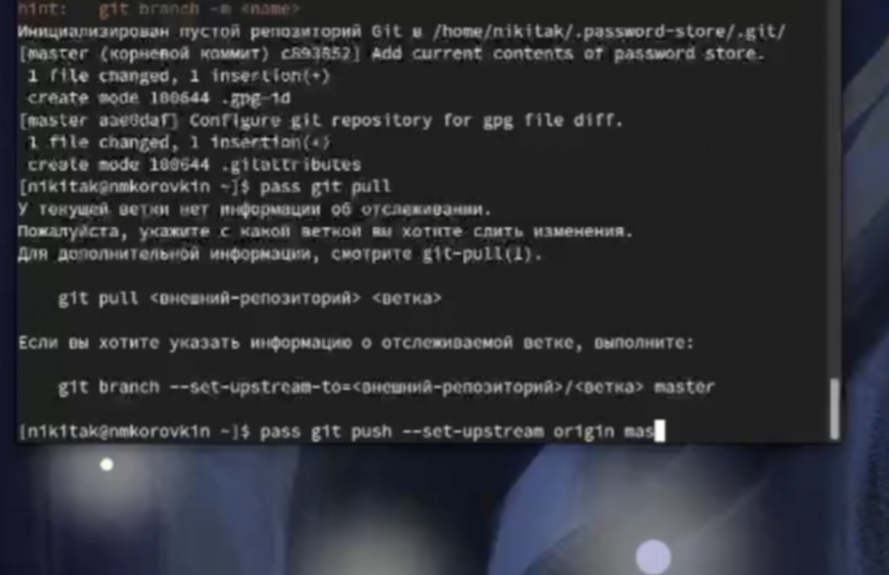 hint:   git branch -m <name>
Инициализирован пустой репозиторий Git в /home/nikitak/.password-store/.git/
[master (корневой коммит) c893852] Add current contents of password store.
 1 file changed, 1 insertion(+)
 create mode 100644 .gpg-id
[master aae0daf] Configure git repository for gpg file diff.
 1 file changed, 1 insertion(+)
 create mode 100644 .gitattributes
[nikitak@nmkorovkin ~]$ pass git pull
У текущей ветки нет информации об отслеживании.
Пожалуйста, укажите с какой веткой вы хотите слить изменения.
Для дополнительной информации, смотрите git-pull(1).
    git pull <внешний-репозиторий> <ветка>
Если вы хотите указать информацию о отслеживаемой ветке, выполните:
    git branch --set-upstream-to=<внешний-репозиторий>/<ветка> master
[nikitak@nmkorovkin ~]$ pass git push --set-upstream origin mas